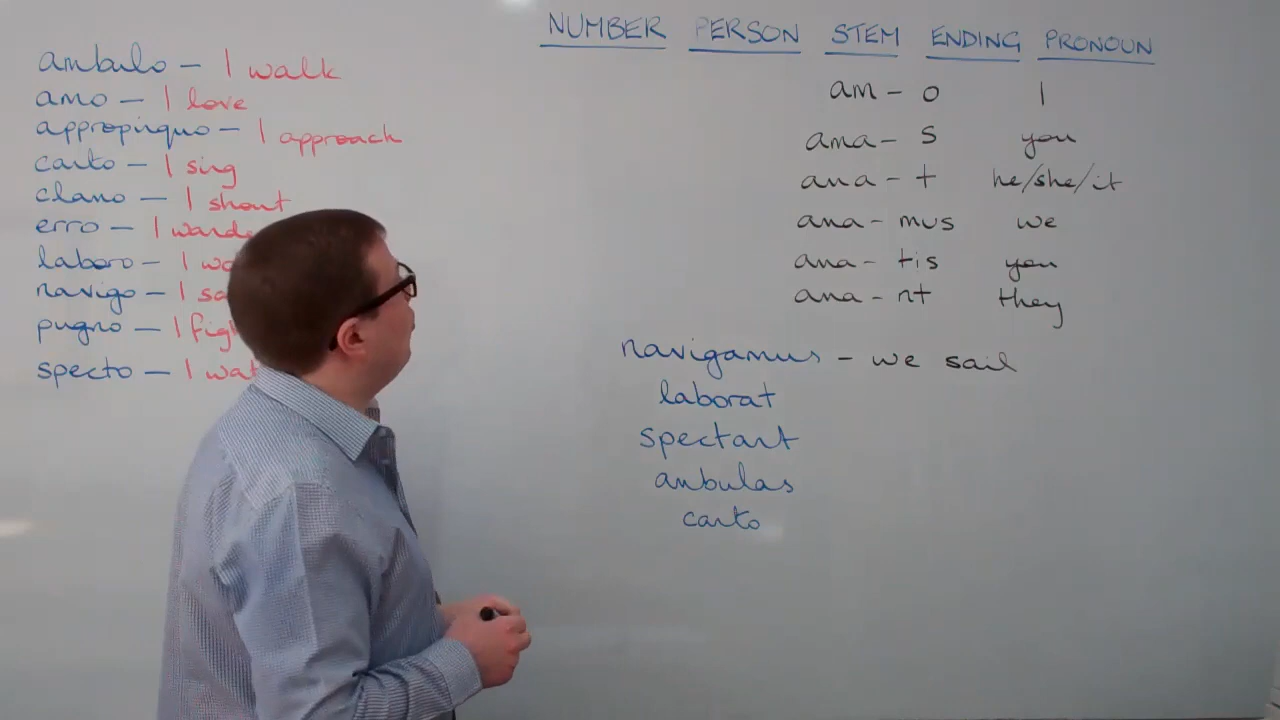 NUMBER PERSON STEM ENDING PRONOUN
ambulo - I walk
amo - I love
appropinquo - I approach
canto - I sing
clamo - I shout
erro - I
laboro - I
navigo - I
pugno - I
specto - I
am - o I
ama - s you
ama - t he/she/it
ama - mus we
ama - tis you
ama - nt they
navigamus - we sail
laborat
spectant
ambulas
canto